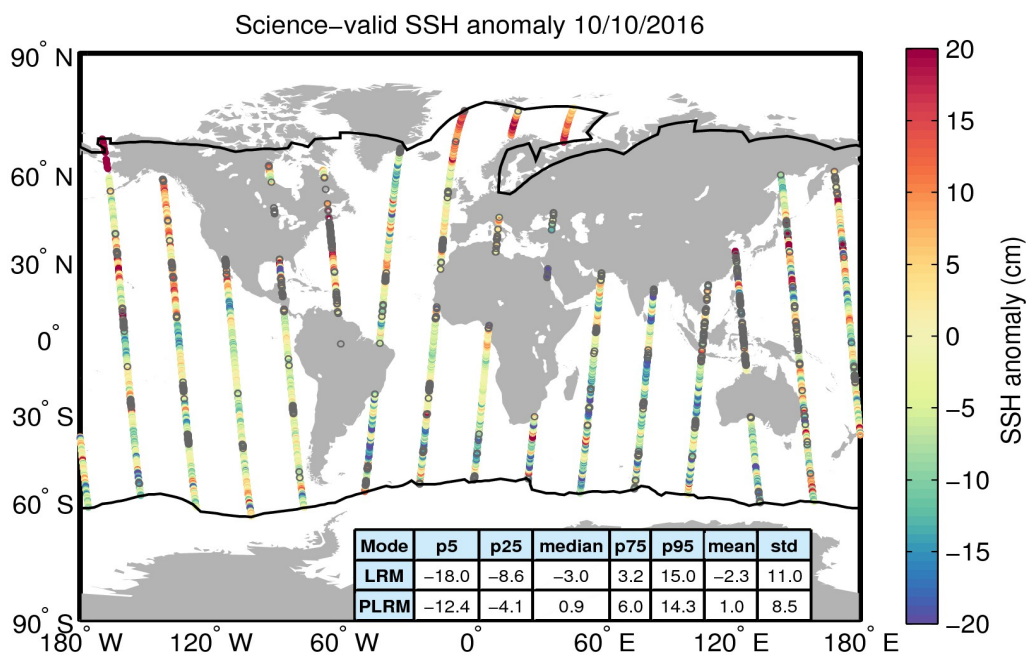 Science−valid SSH anomaly 10/10/2016
90° N
60° N
30° N
0°
30° S
60° S
90° S
180° W
120° W
60° W
0°
60° E
120° E
180° E
Mode p5 p25 median p75 p95 mean std
LRM −18.0 −8.6 −3.0 3.2 15.0 −2.3 11.0
PLRM −12.4 −4.1 0.9 6.0 14.3 1.0 8.5
20
15
10
5
0
−5
−10
−15
−20
SSH anomaly (cm)